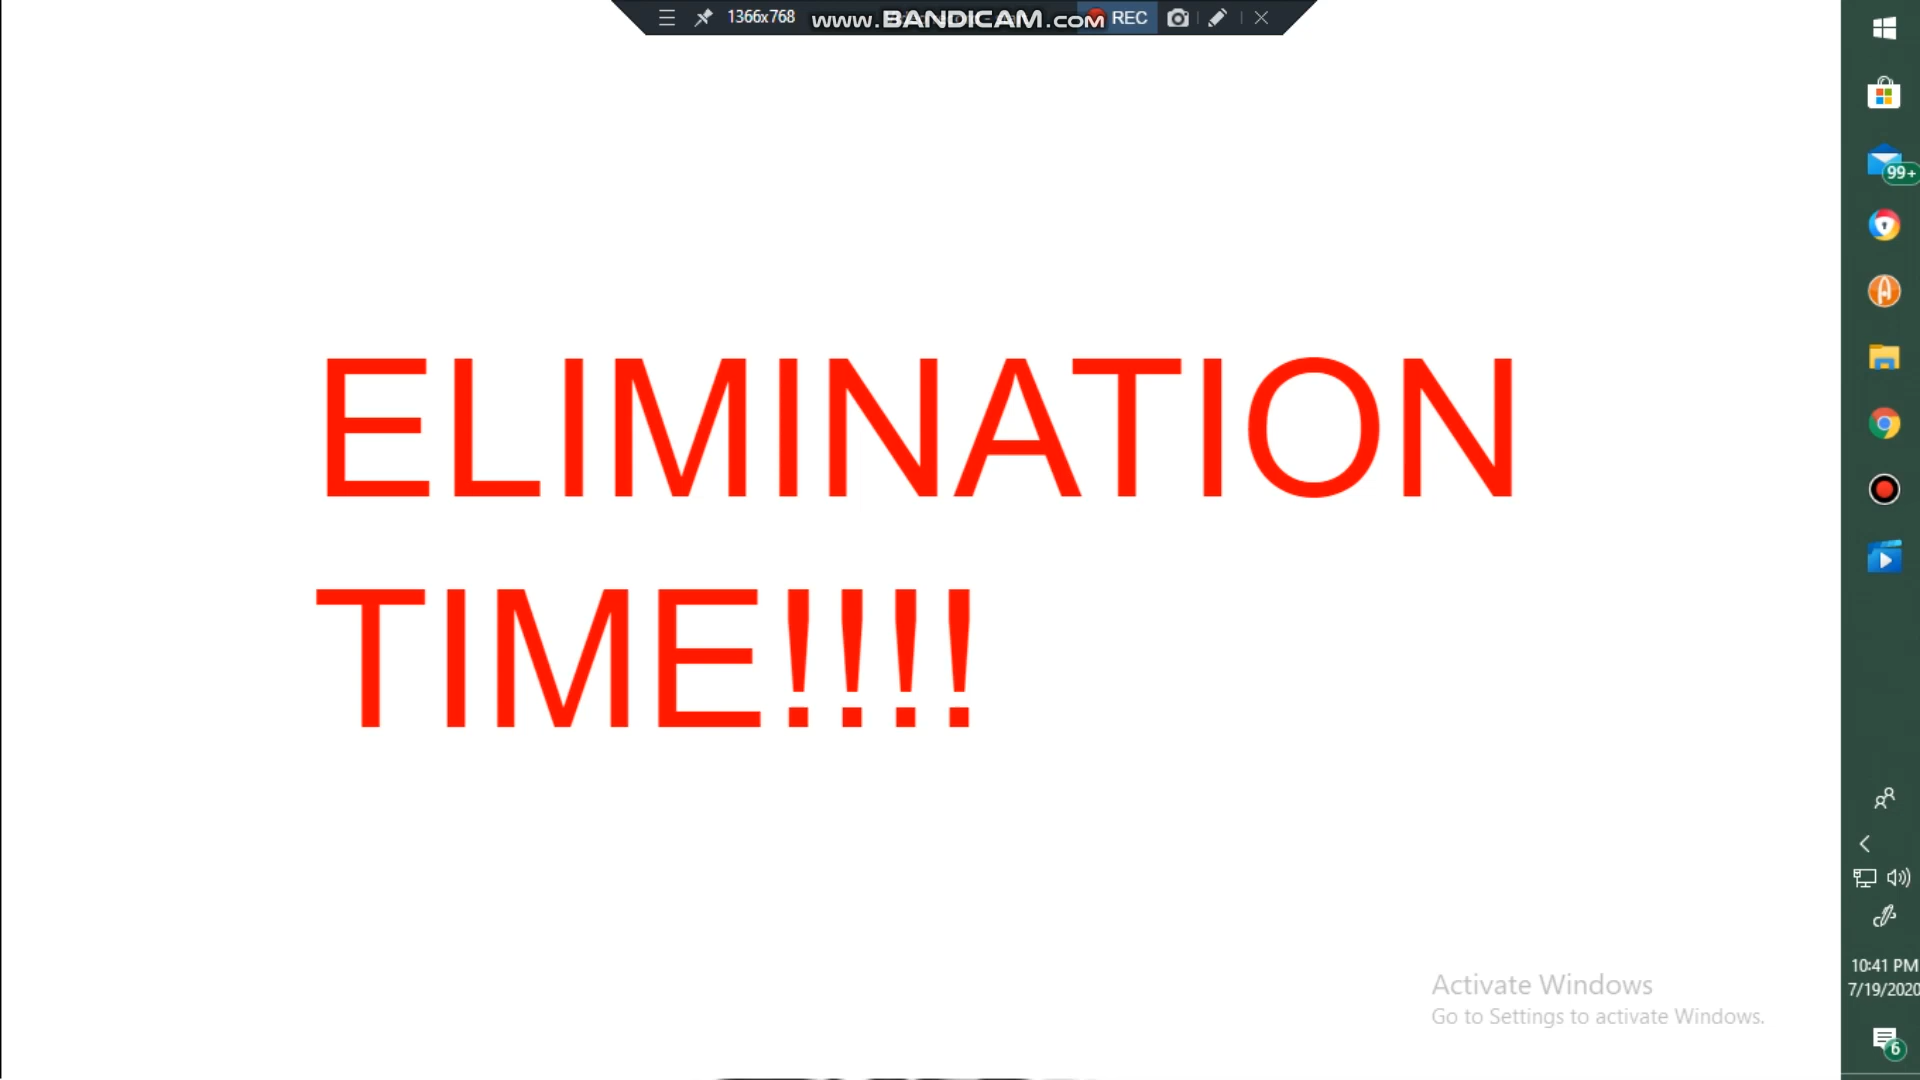 1366x768 www.BANDICAM.com REC
99+
ELIMINATION
TIME!!!!
10:41 PM
7/19/2020
Activate Windows
Go to Settings to activate Windows.
6